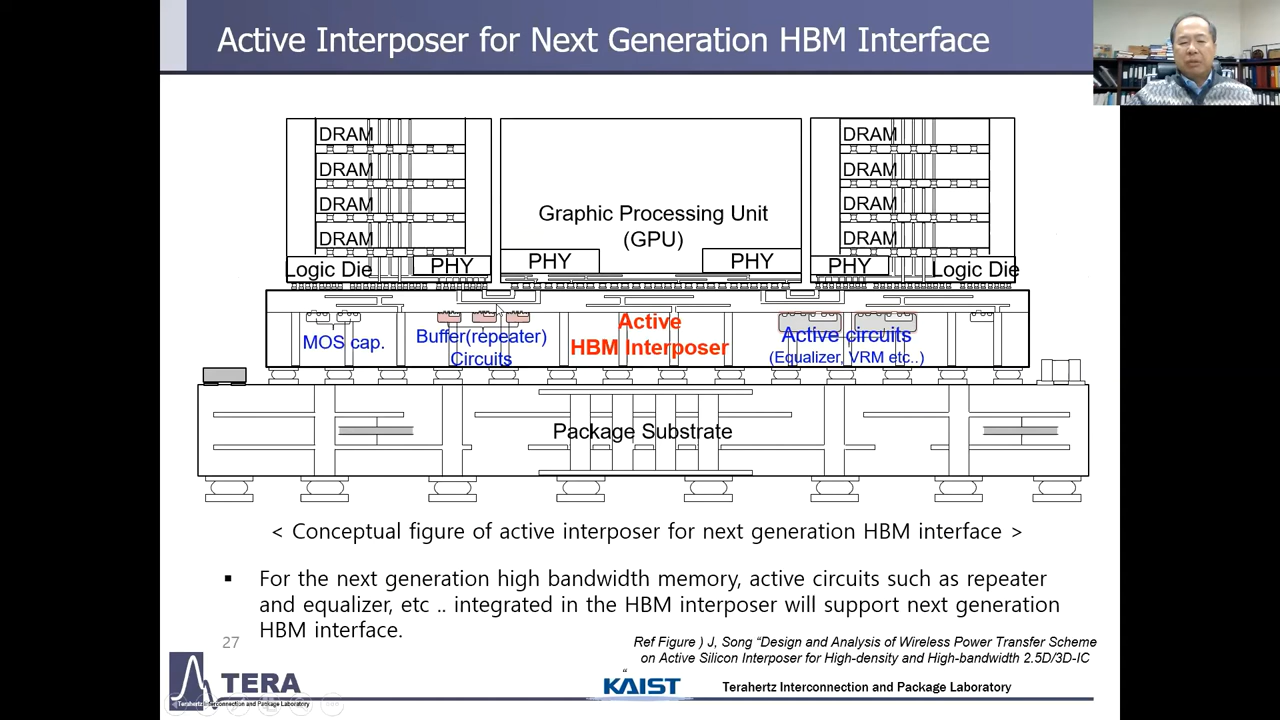 Active Interposer for Next Generation HBM Interface
DRAM
DRAM
DRAM
DRAM
Logic Die
PHY
Graphic Processing Unit
(GPU)
PHY
PHY
DRAM
DRAM
DRAM
DRAM
PHY
Logic Die
MOS cap.
Buffer(repeater)
Circuits
Active
HBM Interposer
Active circuits
(Equalizer, VRM etc..)
Package Substrate
< Conceptual figure of active interposer for next generation HBM interface >
▪ For the next generation high bandwidth memory, active circuits such as repeater
and equalizer, etc .. integrated in the HBM interposer will support next generation
HBM interface.
27
Ref Figure ) J, Song “Design and Analysis of Wireless Power Transfer Scheme
on Active Silicon Interposer for High-density and High-bandwidth 2.5D/3D-IC
“
TERA
Terahertz Interconnection and Package Laboratory
KAIST
Terahertz Interconnection and Package Laboratory